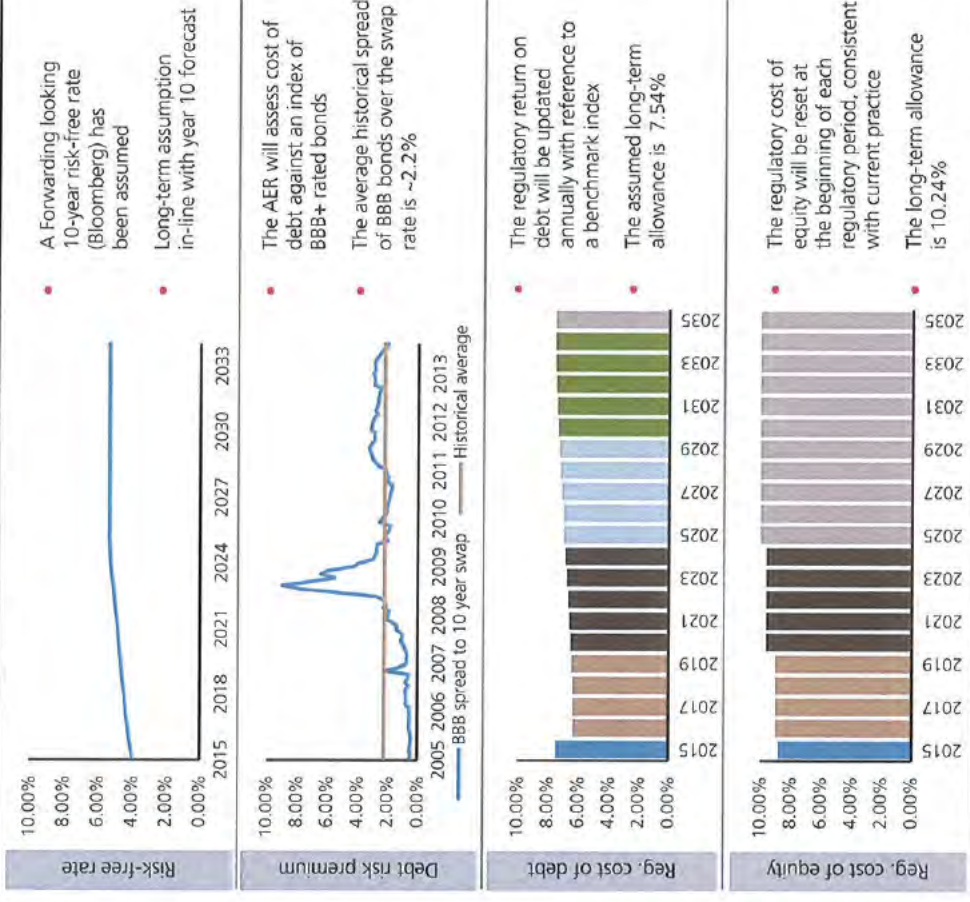 Risk-free rate
10.00%
8.00%
6.00%
4.00%
2.00%
0.00%
2015 2018 2021 2024 2027 2030 2033
• A Forwarding looking
10-year risk-free rate
(Bloomberg) has
been assumed
• Long-term assumption
in-line with year 10 forecast
Debt risk premium
10.00%
8.00%
6.00%
4.00%
2.00%
0.00%
2005 2006 2007 2008 2009 2010 2011 2012 2013
BBB spread to 10 year swap Historical average
• The AER will assess cost of
debt against an index of
BBB+ rated bonds
• The average historical spread
of BBB bonds over the swap
rate is ~2.2%
Reg. cost of debt
10.00%
8.00%
6.00%
4.00%
2.00%
0.00%
2015 2017 2019 2021 2023 2025 2027 2029 2031 2033 2035
• The regulatory return on
debt will be updated
annually with reference to
a benchmark index
• The assumed long-term
allowance is 7.54%
Reg. cost of equity
10.00%
8.00%
6.00%
4.00%
2.00%
0.00%
2015 2017 2019 2021 2023 2025 2027 2029 2031 2033 2035
• The regulatory cost of
equity will be reset at
the beginning of each
regulatory period, consistent
with current practice
• The long-term allowance
is 10.24%